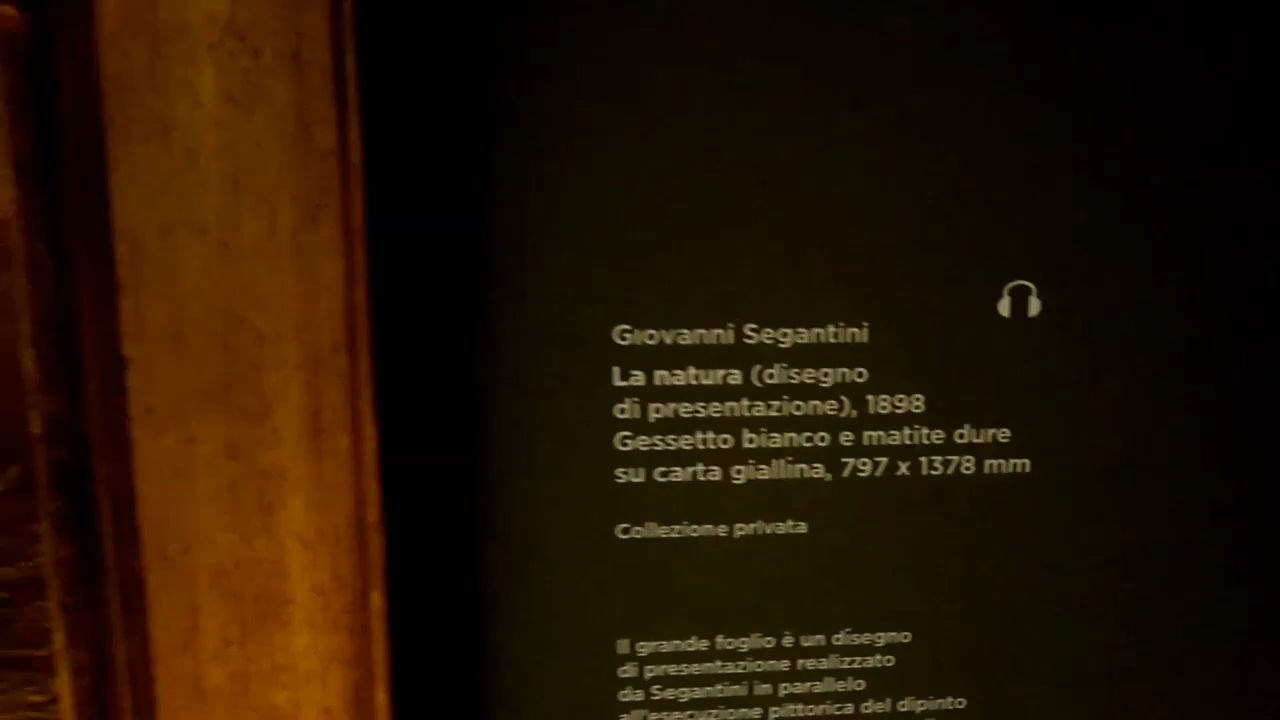 Giovanni Segantini
La natura (disegno
di presentazione), 1898
Gessetto bianco e matite dure
su carta giallina, 797 x 1378 mm
Collezione privata
Il grande foglio è un disegno
di presentazione realizzato
da Segantini in parallelo
all'esecuzione pittorica del dipinto